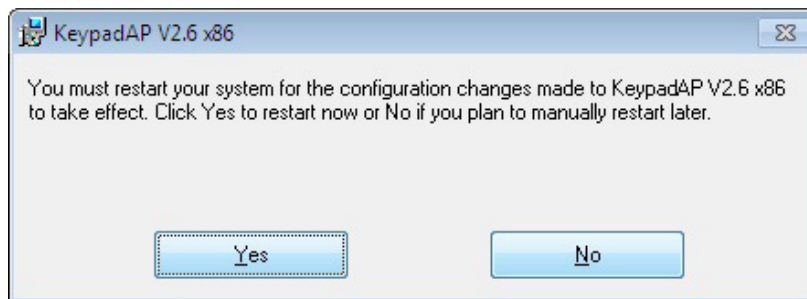 KeypadAP V2.6 x86
You must restart your system for the configuration changes made to KeypadAP V2.6 x86
to take effect. Click Yes to restart now or No if you plan to manually restart later.
Yes
No